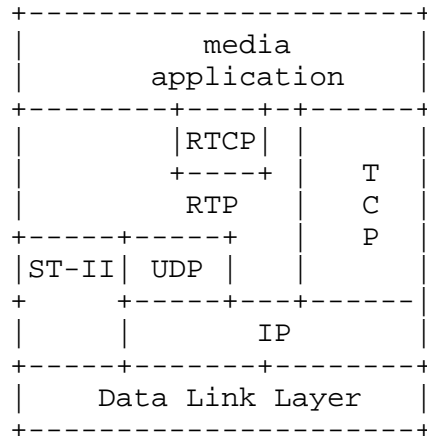 media
application
RTCP
T
RTP C
P
ST-II UDP
IP
Data Link Layer